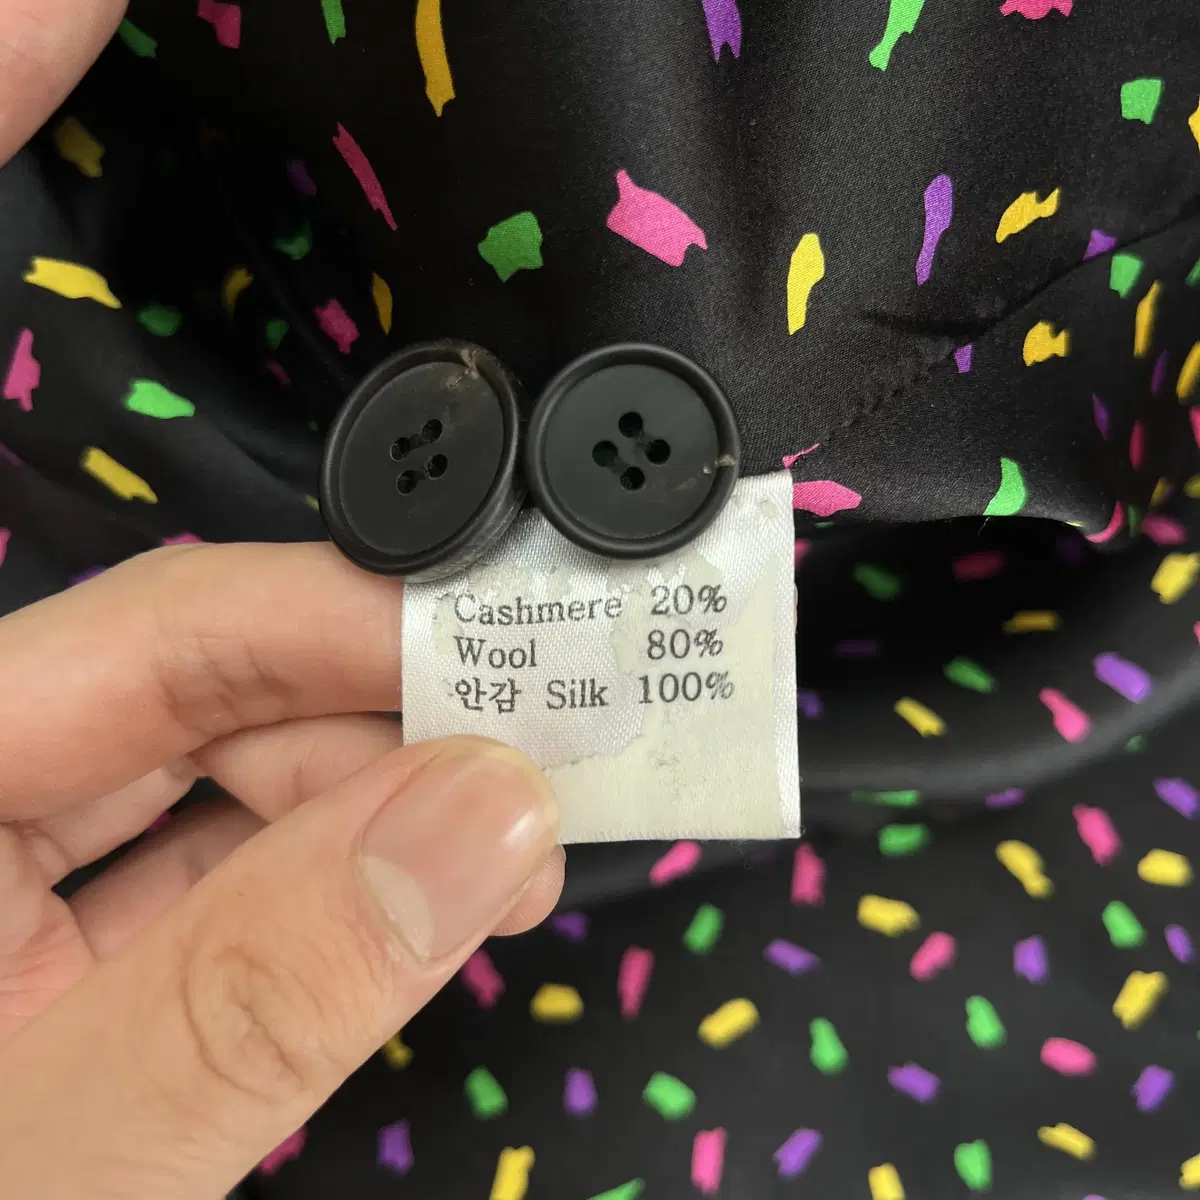 Cashmere 20%
Wool 80%
안감 Silk 100%